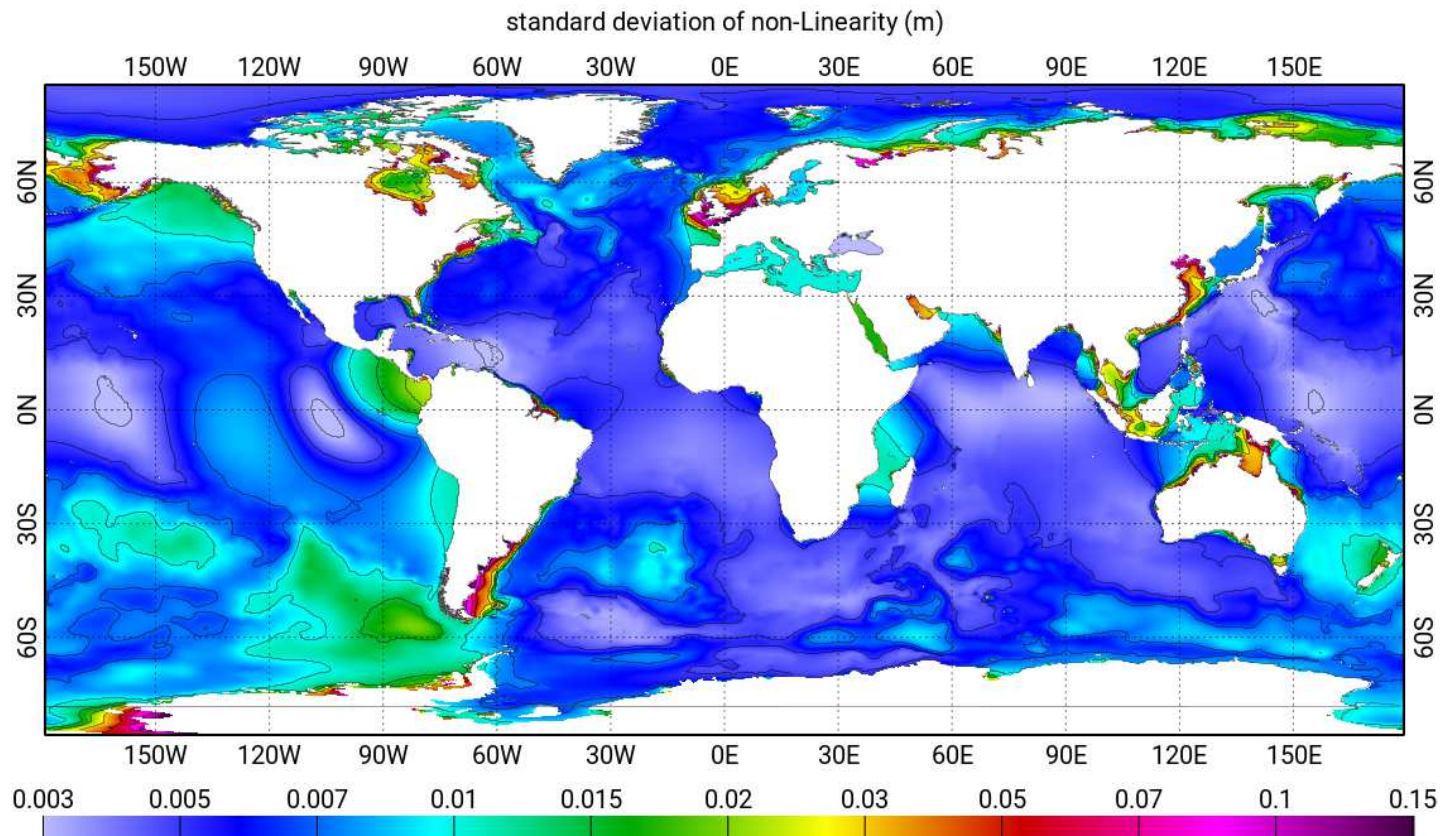 standard deviation of non-Linearity (m)
150W 120W 90W 60W 30W 0E 30E 60E 90E 120E 150E
60N 60N
30N 30N
0N 0N
30S 30S
60S 60S
150W 120W 90W 60W 30W 0E 30E 60E 90E 120E 150E
0.003 0.005 0.007 0.01 0.015 0.02 0.03 0.05 0.07 0.1 0.15